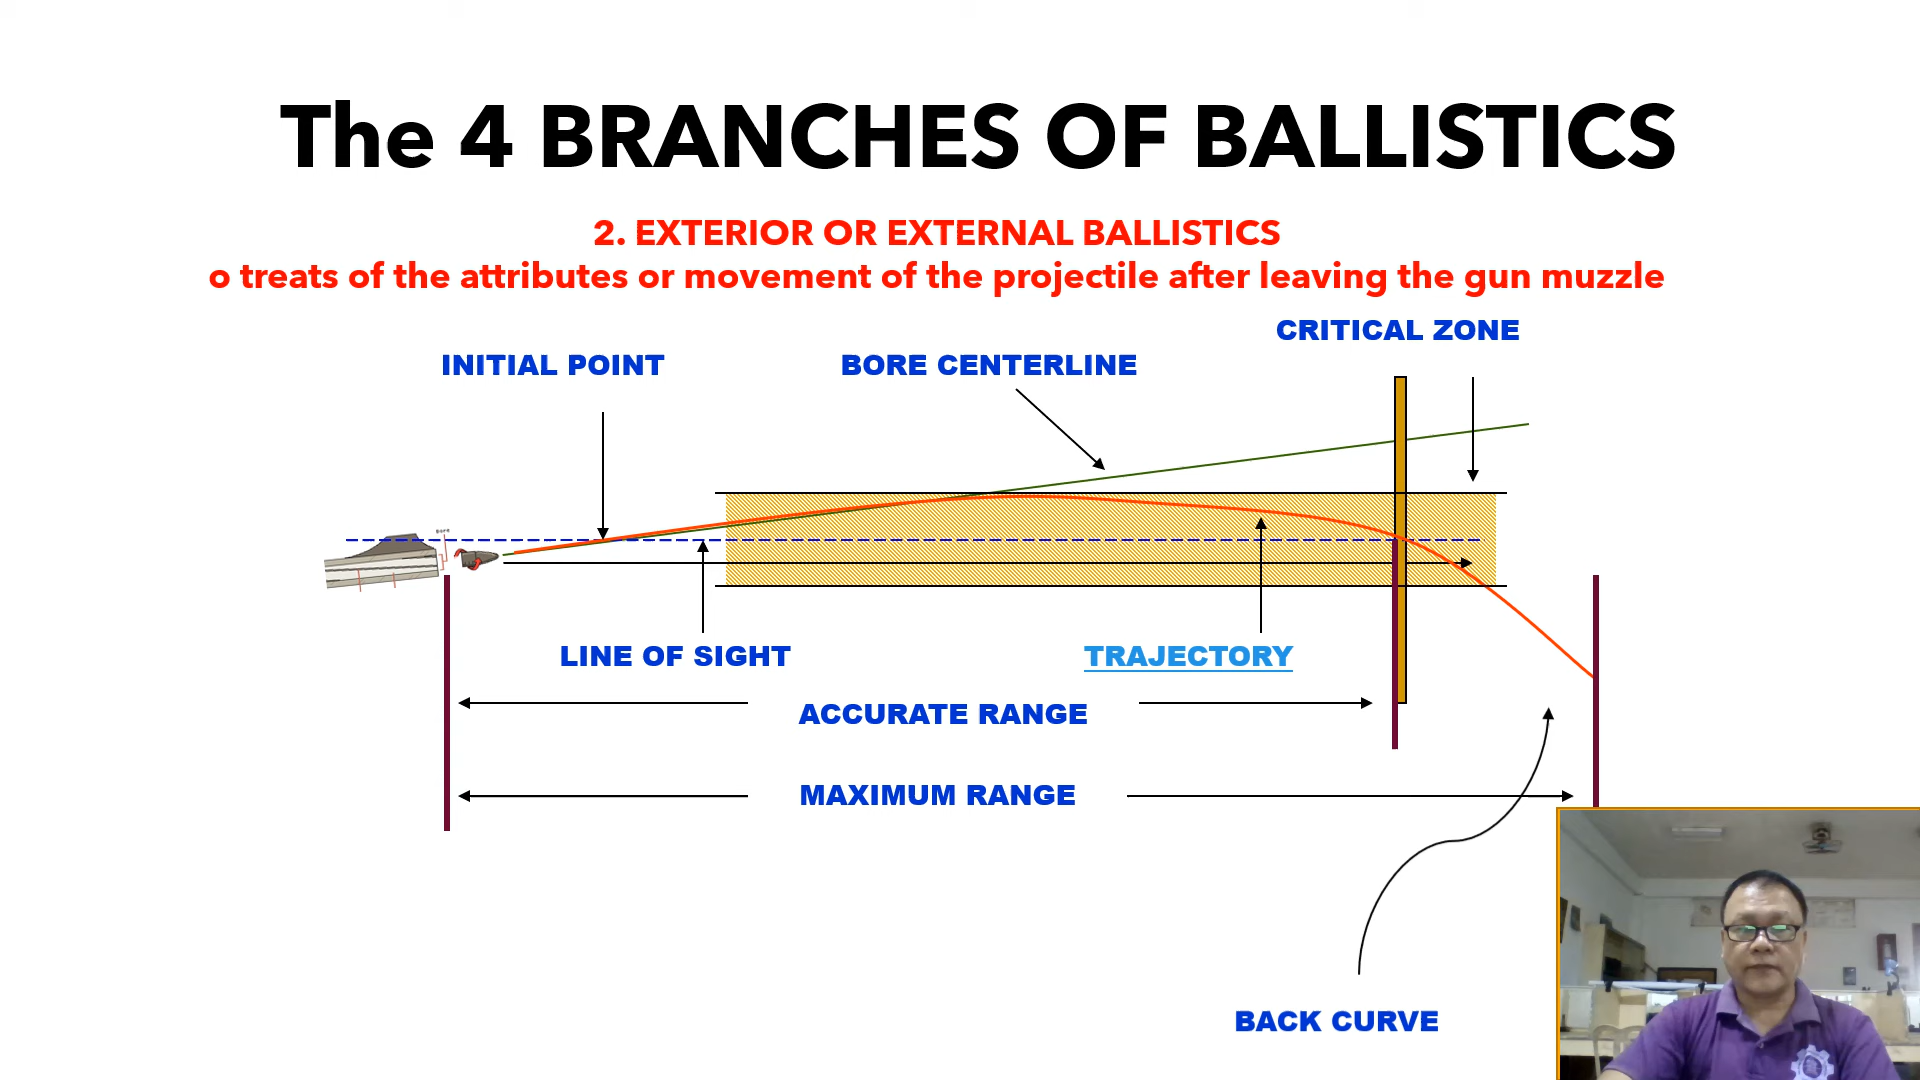 The 4 BRANCHES OF BALLISTICS
2. EXTERIOR OR EXTERNAL BALLISTICS
o treats of the attributes or movement of the projectile after leaving the gun muzzle
CRITICAL ZONE
INITIAL POINT
BORE CENTERLINE
LINE OF SIGHT
TRAJECTORY
ACCURATE RANGE
MAXIMUM RANGE
BACK CURVE